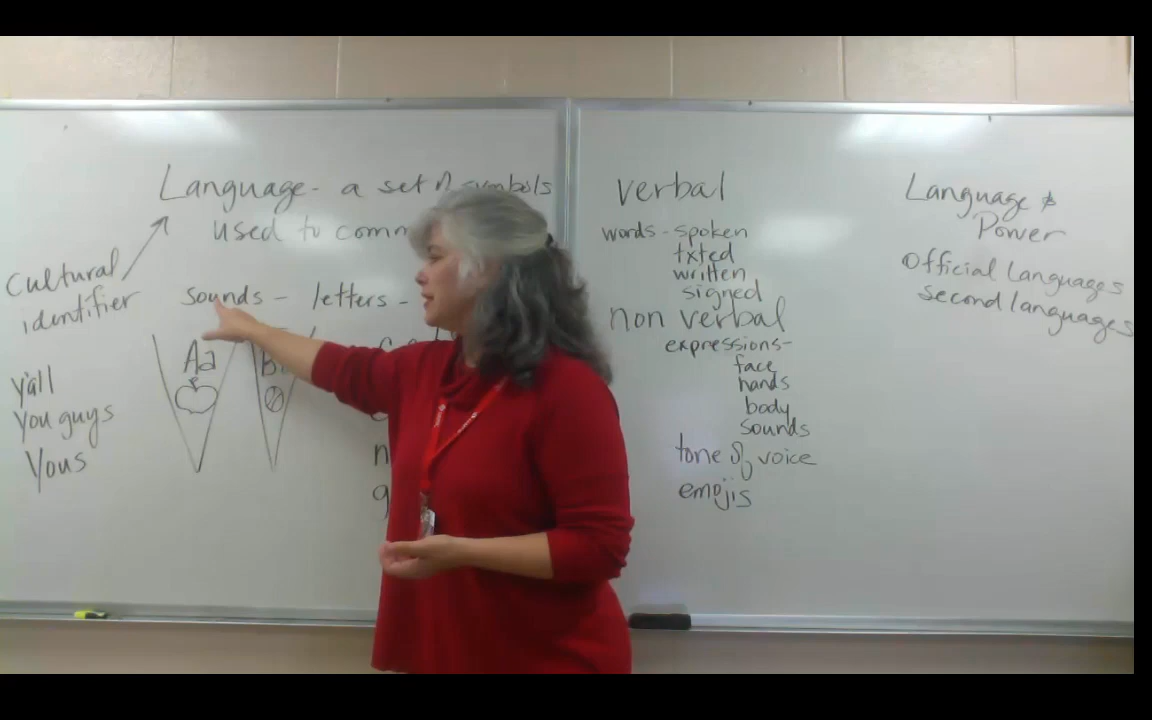 Language - a set of symbols
used to comm
Cultural
identifier
sounds - letters -
Aa
y'all
You guys
Yous
verbal
words - spoken
txted
written
signed
non verbal
expressions-
face
hands
body
sounds
tone of voice
emojis
Language &
Power
Official languages
second languages